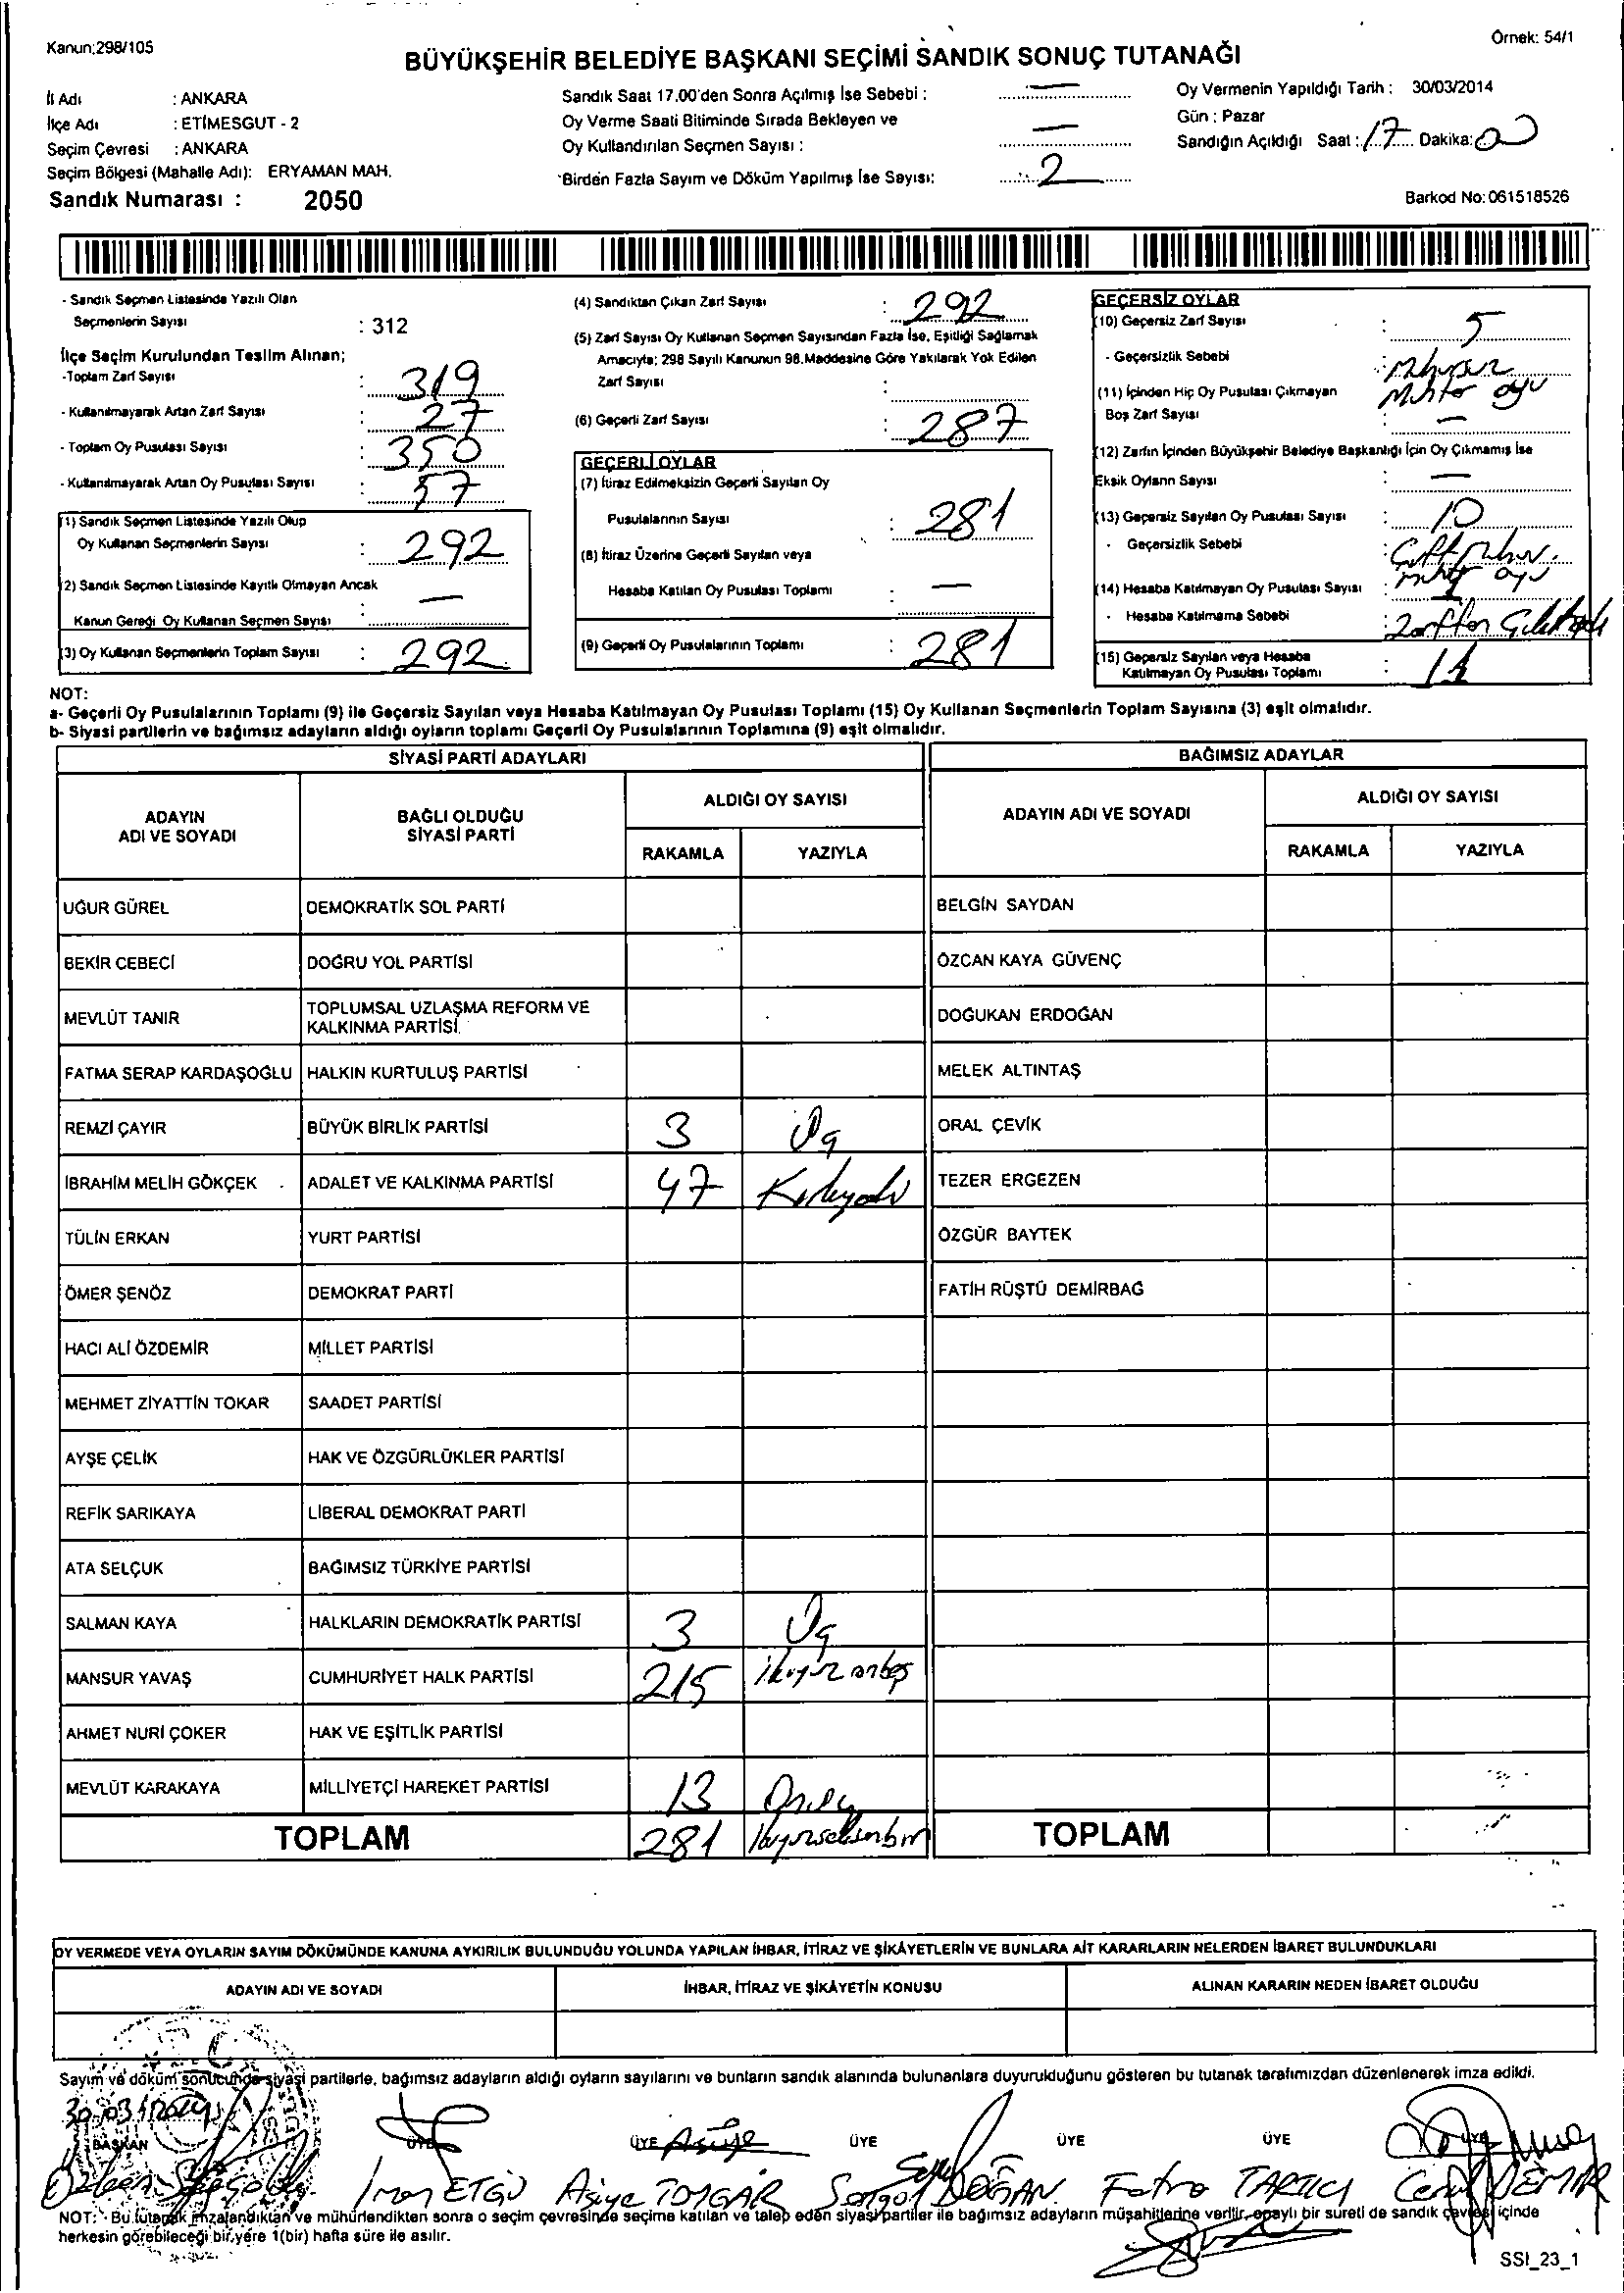 Kanun:298/105
Örnek: 54/1
BÜYÜKŞEHİR BELEDİYE BAŞKANI SEÇİMİ SANDIK SONUÇ TUTANAĞI
İl Adı : ANKARA
İlçe Adı : ETİMESGUT - 2
Seçim Çevresi : ANKARA
Seçim Bölgesi (Mahalle Adı): ERYAMAN MAH.
Sandık Numarası : 2050
Sandık Saat 17.00'den Sonra Açılmış İse Sebebi : —
Oy Verme Saati Bitiminde Sırada Bekleyen ve
Oy Kullandırılan Seçmen Sayısı : —
Birden Fazla Sayım ve Döküm Yapılmış İse Sayısı: 2
Oy Vermenin Yapıldığı Tarih : 30/03/2014
Gün : Pazar
Sandığın Açıldığı Saat : 17 Dakika: 00
Barkod No: 061518526
- Sandık Seçmen Listesinde Yazılı Olan
Seçmenlerin Sayısı : 312
İlçe Seçim Kurulundan Teslim Alınan;
-Toplam Zarf Sayısı : 319
- Kullanılmayarak Artan Zarf Sayısı : 27
- Toplam Oy Pusulası Sayısı : 350
- Kullanılmayarak Artan Oy Pusulası Sayısı : 57
(1) Sandık Seçmen Listesinde Yazılı Olup
Oy Kullanan Seçmenlerin Sayısı : 292
(2) Sandık Seçmen Listesinde Kayıtlı Olmayan Ancak
Kanun Gereği Oy Kullanan Seçmen Sayısı : —
(3) Oy Kullanan Seçmenlerin Toplam Sayısı : 292
(4) Sandıktan Çıkan Zarf Sayısı : 292
(5) Zarf Sayısı Oy Kullanan Seçmen Sayısından Fazla İse, Eşitliği Sağlamak
Amacıyla; 298 Sayılı Kanunun 98.Maddesine Göre Yakılarak Yok Edilen
Zarf Sayısı :
(6) Geçerli Zarf Sayısı : 287
GEÇERLİ OYLAR
(7) İtiraz Edilmeksizin Geçerli Sayılan Oy
Pusulalarının Sayısı : 281
(8) İtiraz Üzerine Geçerli Sayılan veya
Hesaba Katılan Oy Pusulası Toplamı : —
(9) Geçerli Oy Pusulalarının Toplamı : 281
GEÇERSİZ OYLAR
(10) Geçersiz Zarf Sayısı : 5
- Geçersizlik Sebebi : Mühürsüz
Muhtar oyu
(11) İçinden Hiç Oy Pusulası Çıkmayan
Boş Zarf Sayısı : —
(12) Zarfın İçinden Büyükşehir Belediye Başkanlığı İçin Oy Çıkmamış İse
Eksik Oyların Sayısı : —
(13) Geçersiz Sayılan Oy Pusulası Sayısı : 10
- Geçersizlik Sebebi : Çift mühür.
muhtar oyu
(14) Hesaba Katılmayan Oy Pusulası Sayısı : 1
- Hesaba Katılmama Sebebi : Zarftan
(15) Geçersiz Sayılan veya Hesaba
Katılmayan Oy Pusulası Toplamı : 11
NOT:
a- Geçerli Oy Pusulalarının Toplamı (9) ile Geçersiz Sayılan veya Hesaba Katılmayan Oy Pusulası Toplamı (15) Oy Kullanan Seçmenlerin Toplam Sayısına (3) eşit olmalıdır.
b- Siyasi partilerin ve bağımsız adayların aldığı oyların toplamı Geçerli Oy Pusulalarının Toplamına (9) eşit olmalıdır.
SİYASİ PARTİ ADAYLARI
BAĞIMSIZ ADAYLAR
ADAYIN
ADI VE SOYADI
BAĞLI OLDUĞU
SİYASİ PARTİ
ALDIĞI OY SAYISI
RAKAMLA YAZIYLA
ADAYIN ADI VE SOYADI
ALDIĞI OY SAYISI
RAKAMLA YAZIYLA
UĞUR GÜREL DEMOKRATİK SOL PARTİ BELGİN SAYDAN
BEKİR CEBECİ DOĞRU YOL PARTİSİ ÖZCAN KAYA GÜVENÇ
MEVLÜT TANIR TOPLUMSAL UZLAŞMA REFORM VE
KALKINMA PARTİSİ DOĞUKAN ERDOĞAN
FATMA SERAP KARDAŞOĞLU HALKIN KURTULUŞ PARTİSİ MELEK ALTINTAŞ
REMZİ ÇAYIR BÜYÜK BİRLİK PARTİSİ 3 Üç ORAL ÇEVİK
İBRAHİM MELİH GÖKÇEK ADALET VE KALKINMA PARTİSİ 47 Kırkyedi TEZER ERGEZEN
TÜLİN ERKAN YURT PARTİSİ ÖZGÜR BAYTEK
ÖMER ŞENÖZ DEMOKRAT PARTİ FATİH RÜŞTÜ DEMİRBAĞ
HACI ALİ ÖZDEMİR MİLLET PARTİSİ
MEHMET ZİYATTİN TOKAR SAADET PARTİSİ
AYŞE ÇELİK HAK VE ÖZGÜRLÜKLER PARTİSİ
REFİK SARIKAYA LİBERAL DEMOKRAT PARTİ
ATA SELÇUK BAĞIMSIZ TÜRKİYE PARTİSİ
SALMAN KAYA HALKLARIN DEMOKRATİK PARTİSİ 3 Üç
MANSUR YAVAŞ CUMHURİYET HALK PARTİSİ 215 ikiyüz onbeş
AHMET NURİ ÇOKER HAK VE EŞİTLİK PARTİSİ
MEVLÜT KARAKAYA MİLLİYETÇİ HAREKET PARTİSİ 13 Onüç
TOPLAM 281 ikiyüzseksenbir TOPLAM
OY VERMEDE VEYA OYLARIN SAYIM DÖKÜMÜNDE KANUNA AYKIRILIK BULUNDUĞU YOLUNDA YAPILAN İHBAR, İTİRAZ VE ŞİKÂYETLERİN VE BUNLARA AİT KARARLARIN NELERDEN İBARET BULUNDUKLARI
ADAYIN ADI VE SOYADI İHBAR, İTİRAZ VE ŞİKÂYETİN KONUSU ALINAN KARARIN NEDEN İBARET OLDUĞU
Sayım ve döküm sonucunda siyasi partilerle, bağımsız adayların aldığı oyların sayılarını ve bunların sandık alanında bulunanlara duyurulduğunu gösteren bu tutanak tarafımızdan düzenlenerek imza edildi.
30/03/2014
BAŞKAN ÜYE ÜYE ÜYE ÜYE ÜYE ÜYE
Asiye
ETGÜ Asiye Songül DOĞAN Fatma TARTICI Cemil DEMİR
NOT: Bu tutanak imzalandıktan ve mühürlendikten sonra o seçim çevresinde seçime katılan ve talep eden siyasi partiler ile bağımsız adayların müşahitlerine verilir, onaylı bir sureti de sandık çevresi içinde
herkesin görebileceği bir yere 1(bir) hafta süre ile asılır.
SSI_23_1